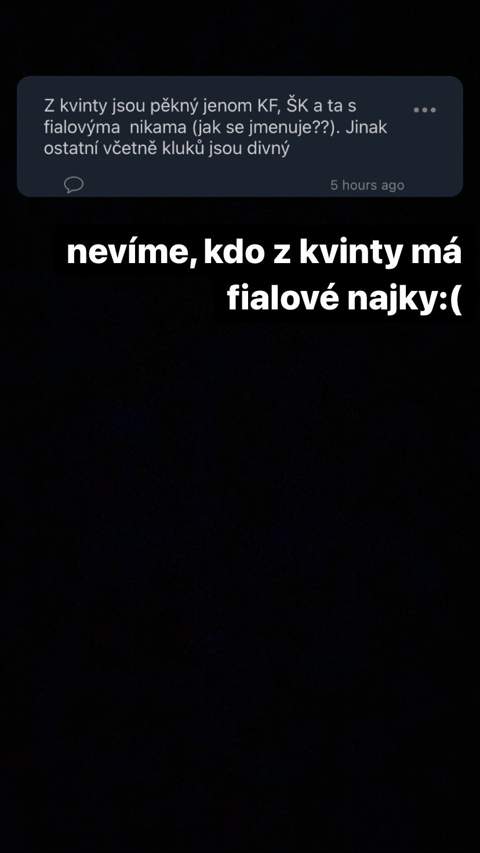 Z kvinty jsou pěkný jenom KF, ŠK a ta s
fialovýma nikama (jak se jmenuje??). Jinak
ostatní včetně kluků jsou divný
5 hours ago
nevíme, kdo z kvinty má
fialové najky:(